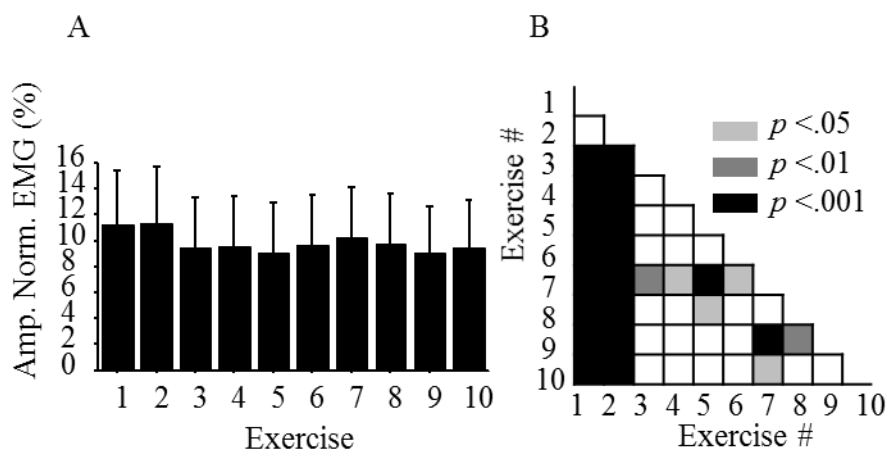 A
Amp. Norm. EMG (%)
16
14
12
10
8
6
4
2
0
1 2 3 4 5 6 7 8 9 10
Exercise
B
Exercise #
1
2
3
4
5
6
7
8
9
10
p <.05
p <.01
p <.001
1 2 3 4 5 6 7 8 9 10
Exercise #